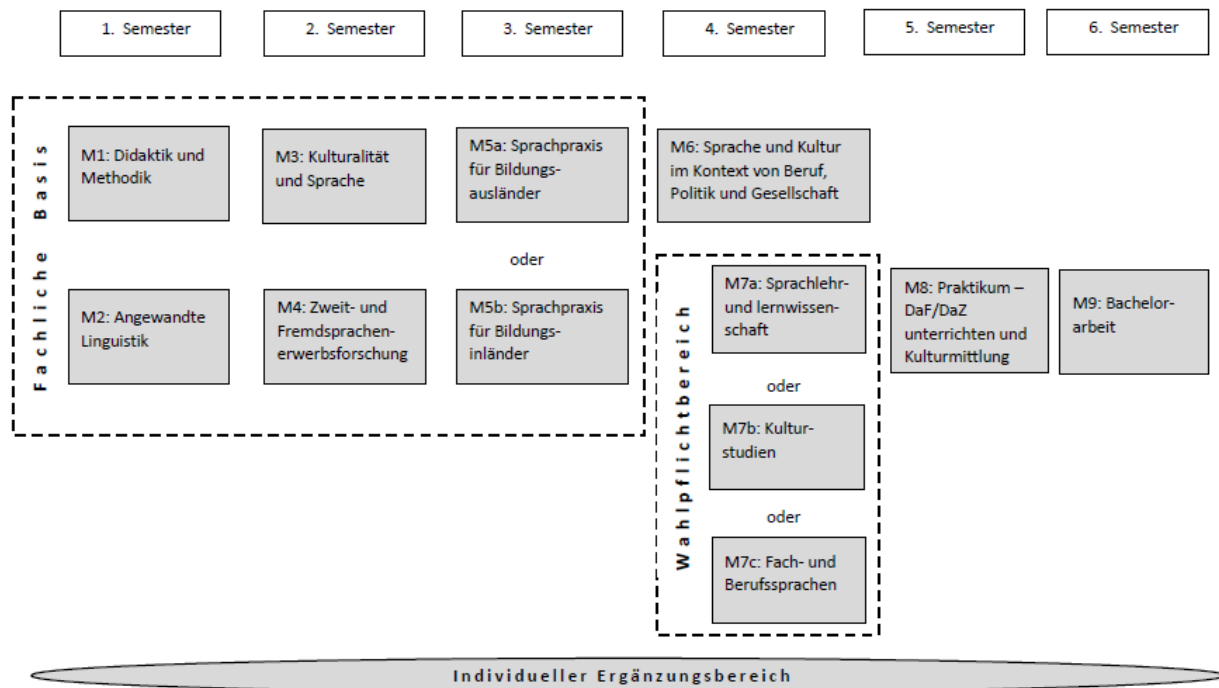 1. Semester
2. Semester
3. Semester
4. Semester
5. Semester
6. Semester
Fachliche Basis
M1: Didaktik und
Methodik
M3: Kulturalität
und Sprache
M5a: Sprachpraxis
für Bildungs-
ausländer
M6: Sprache und Kultur
im Kontext von Beruf,
Politik und Gesellschaft
oder
M2: Angewandte
Linguistik
M4: Zweit- und
Fremdsprachen-
erwerbsforschung
M5b: Sprachpraxis
für Bildungs-
inländer
Wahlpflichtbereich
M7a: Sprachlehr-
und lernwissen-
schaft
oder
M7b: Kultur-
studien
oder
M7c: Fach- und
Berufssprachen
M8: Praktikum –
DaF/DaZ
unterrichten und
Kulturmittlung
M9: Bachelor-
arbeit
Individueller Ergänzungsbereich